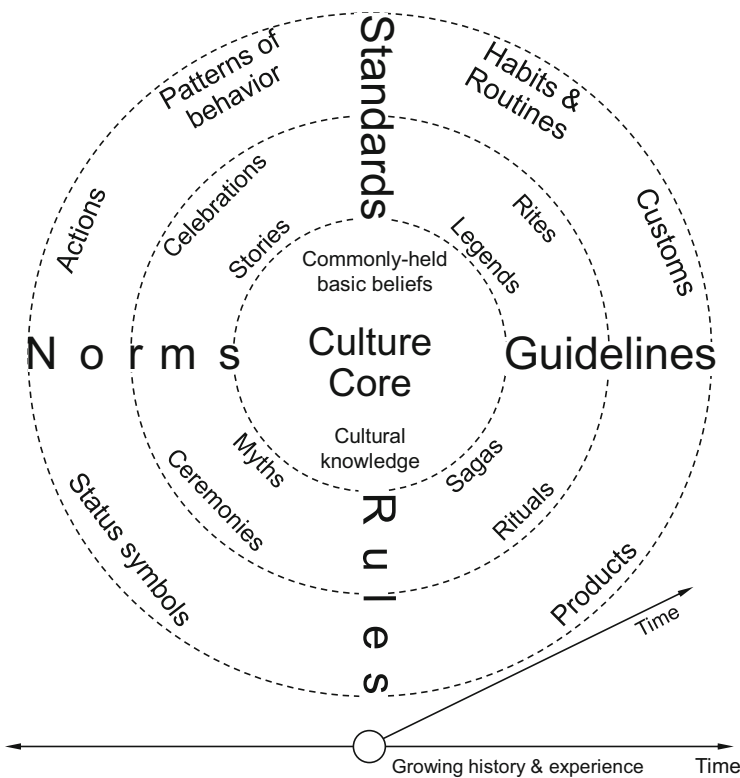 Standards
Patterns of
behavior
Habits &
Routines
Actions
Celebrations
Stories
Legends
Rites
Customs
Commonly-held
basic beliefs
Norms
Culture
Core
Guidelines
Cultural
knowledge
Myths
Sagas
Ceremonies
Rituals
Status symbols
Rules
Products
Time
Growing history & experience
Time